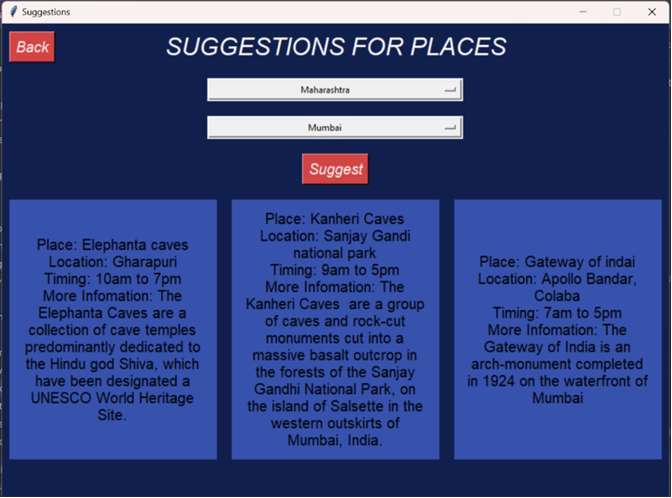 Suggestions
Back
SUGGESTIONS FOR PLACES
Maharashtra
Mumbai
Suggest
Place: Elephanta caves
Location: Gharapuri
Timing: 10am to 7pm
More Infomation: The
Elephanta Caves are a
collection of cave temples
predominantly dedicated to
the Hindu god Shiva, which
have been designated a
UNESCO World Heritage
Site.
Place: Kanheri Caves
Location: Sanjay Gandi
national park
Timing: 9am to 5pm
More Infomation: The
Kanheri Caves  are a group
of caves and rock-cut
monuments cut into a
massive basalt outcrop in
the forests of the Sanjay
Gandhi National Park, on
the island of Salsette in the
western outskirts of
Mumbai, India.
Place: Gateway of indai
Location: Apollo Bandar,
Colaba
Timing: 7am to 5pm
More Infomation: The
Gateway of India is an
arch-monument completed
in 1924 on the waterfront of
Mumbai